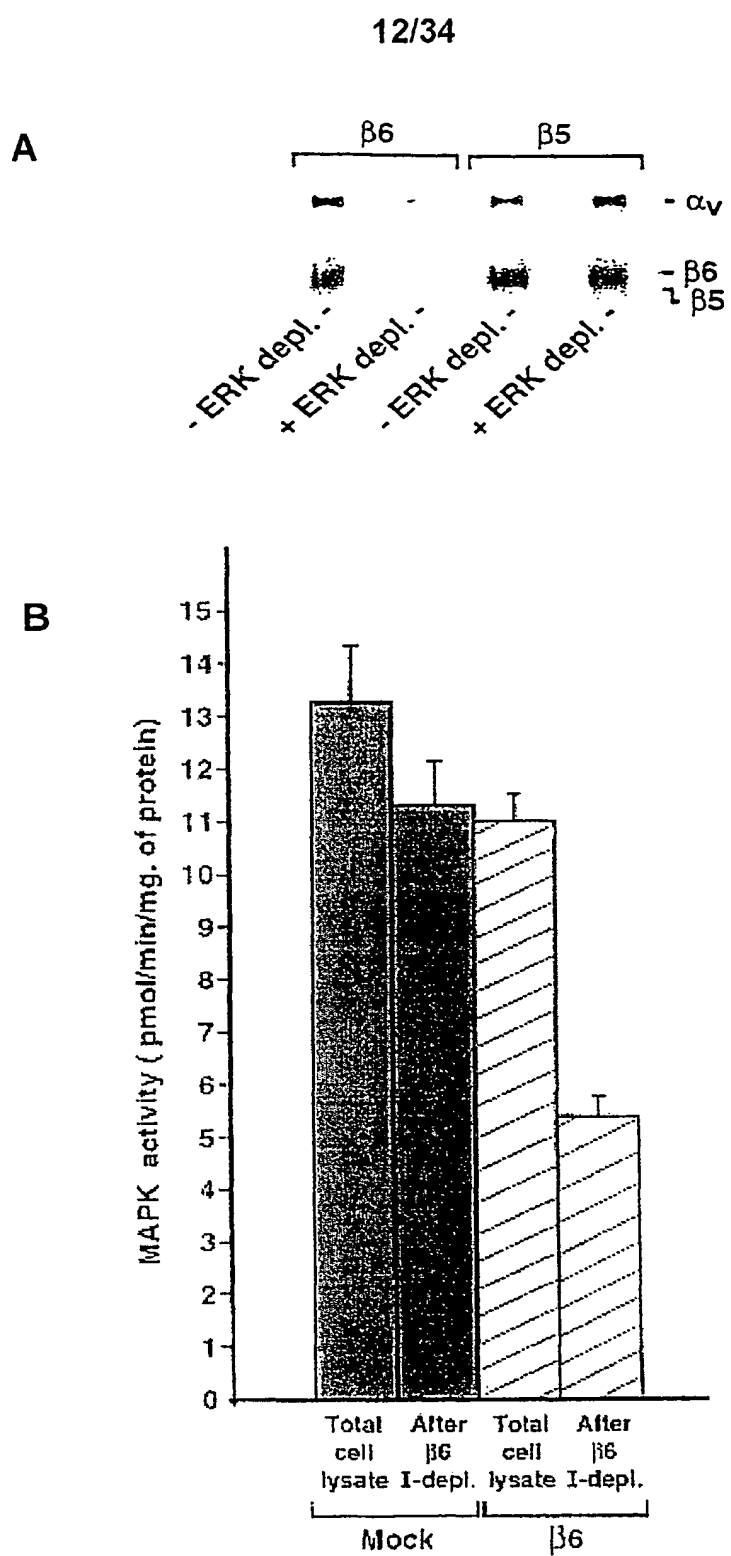 12/34
A
β6 β5
- αv
- β6
β5
- ERK depl. -
+ ERK depl. -
- ERK depl. -
+ ERK depl. -
B
MAPK activity ( pmol/min/mg. of protein)
15
14
13
12
11
10
9
8
7
6
5
4
3
2
1
0
Total After Total After
cell β6 cell β6
lysate I-depl. lysate I-depl.
Mock β6